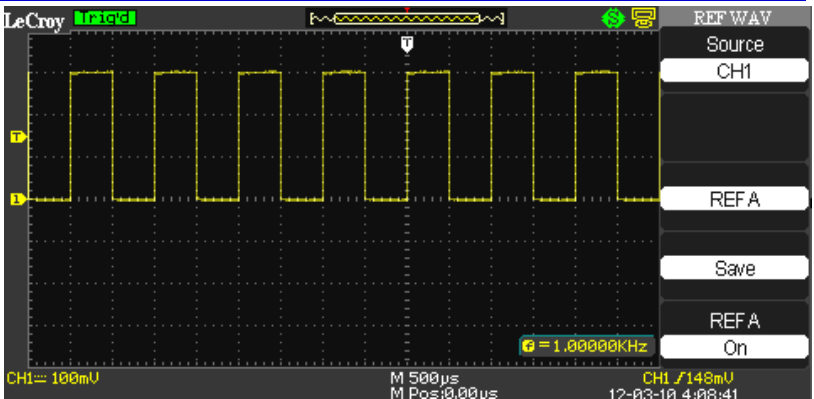 LeCroy Trig'd S REF WAV
Source
T
CH1
T
1
REF A
Save
REF A
f = 1.00000KHz
On
CH1 100mV M 500μs CH1 148mV
M Pos:0.00μs 12-03-10 4:08:41